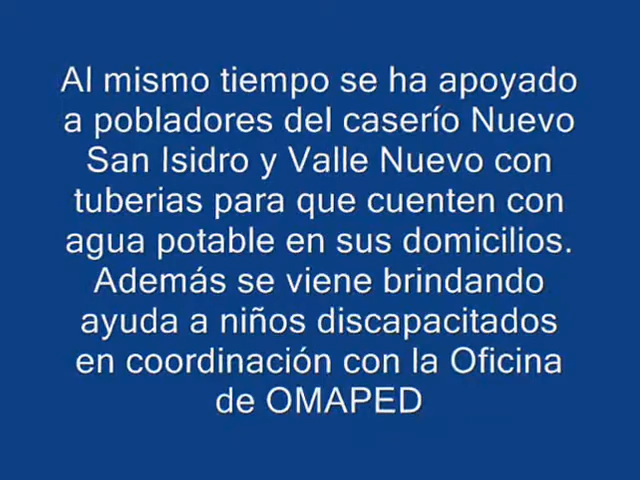 Al mismo tiempo se ha apoyado
a pobladores del caserío Nuevo
San Isidro y Valle Nuevo con
tuberias para que cuenten con
agua potable en sus domicilios.
Además se viene brindando
ayuda a niños discapacitados
en coordinación con la Oficina
de OMAPED